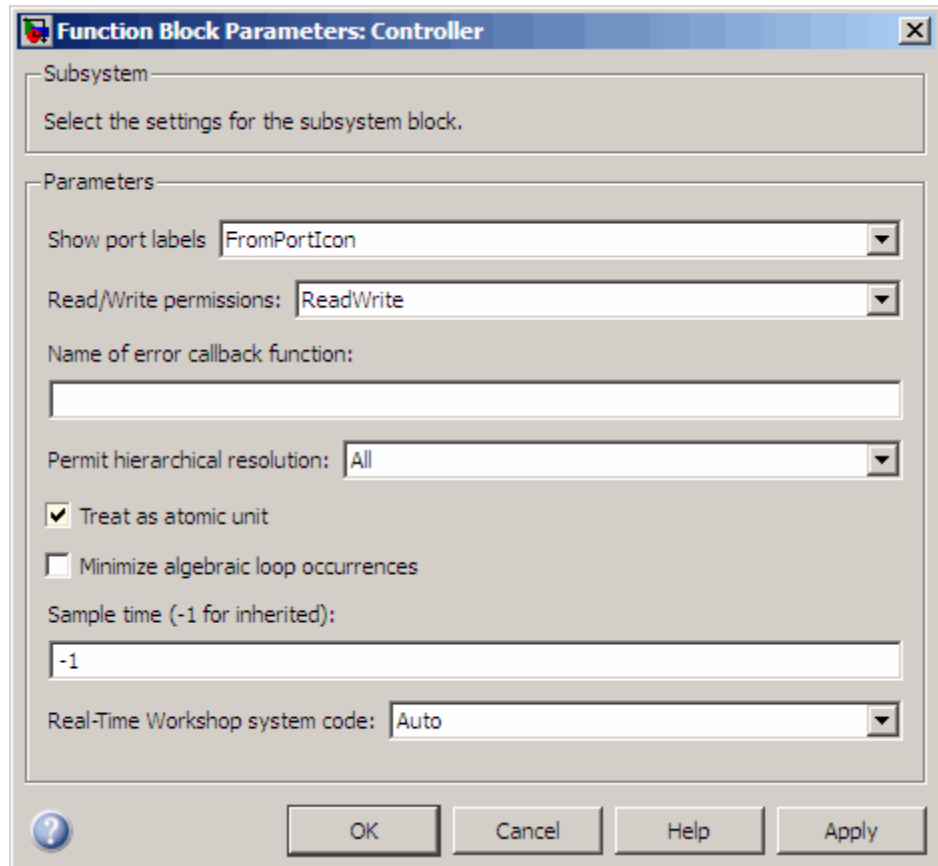 Function Block Parameters: Controller
Subsystem
Select the settings for the subsystem block.
Parameters
Show port labels FromPortIcon
Read/Write permissions: ReadWrite
Name of error callback function:
Permit hierarchical resolution: All
Treat as atomic unit
Minimize algebraic loop occurrences
Sample time (-1 for inherited):
-1
Real-Time Workshop system code: Auto
? OK Cancel Help Apply